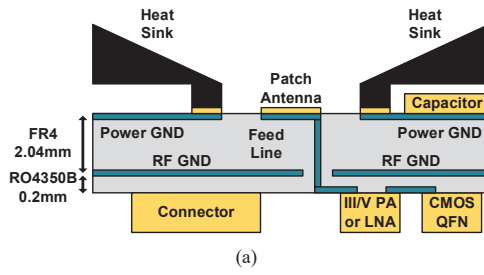 Heat
Sink
Heat
Sink
Patch
Antenna
Capacitor
FR4
2.04mm
Power GND
Feed
Line
Power GND
RF GND
RF GND
RO4350B
0.2mm
Connector
III/V PA
or LNA
CMOS
QFN
(a)